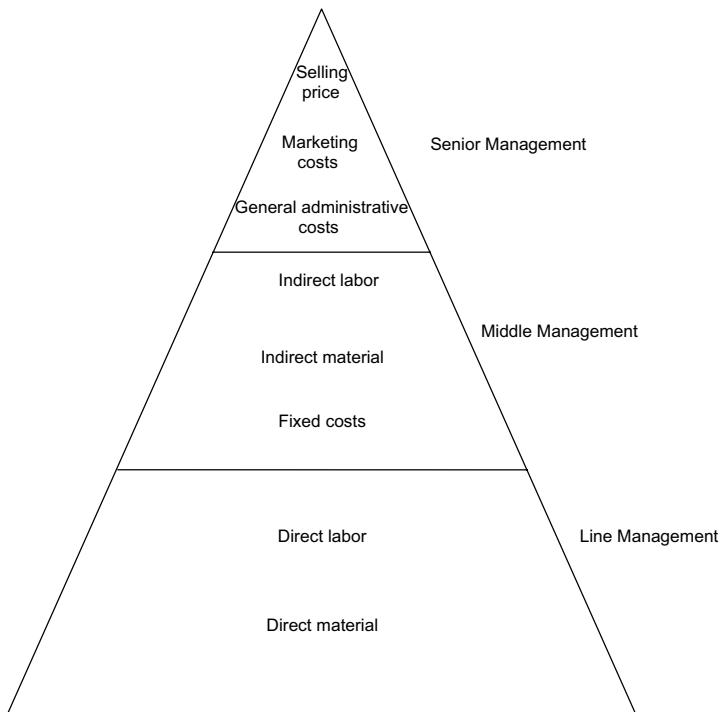 Selling
price
Marketing
costs
Senior Management
General administrative
costs
Indirect labor
Middle Management
Indirect material
Fixed costs
Direct labor
Line Management
Direct material